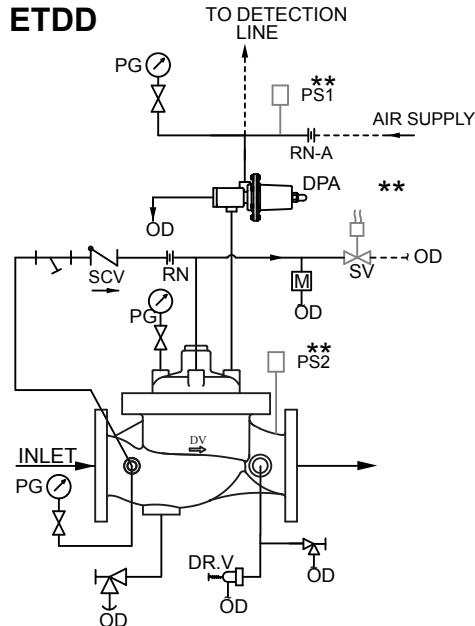 ETDD
TO DETECTION
LINE
PG
**
PS1
AIR SUPPLY
RN-A
DPA
**
OD
SCV
RN
SV
OD
M
OD
PG
**
PS2
DV
INLET
PG
DR.V
OD
OD
OD